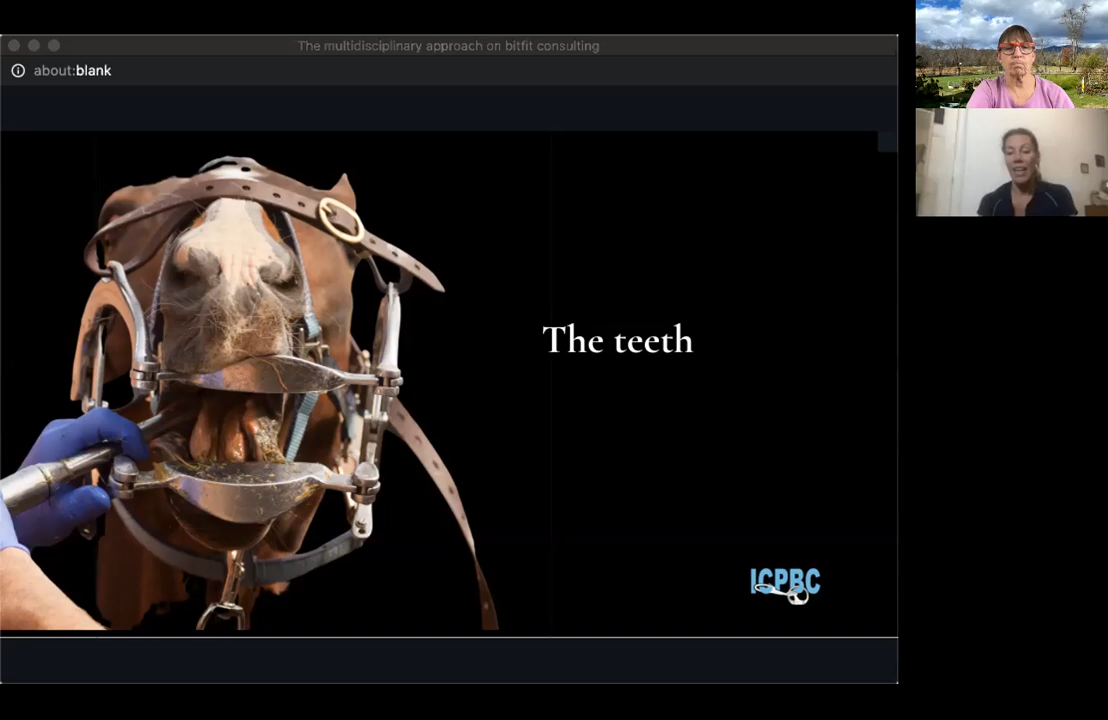 The multidisciplinary approach on bitfit consulting
about:blank
The teeth
ICPBC